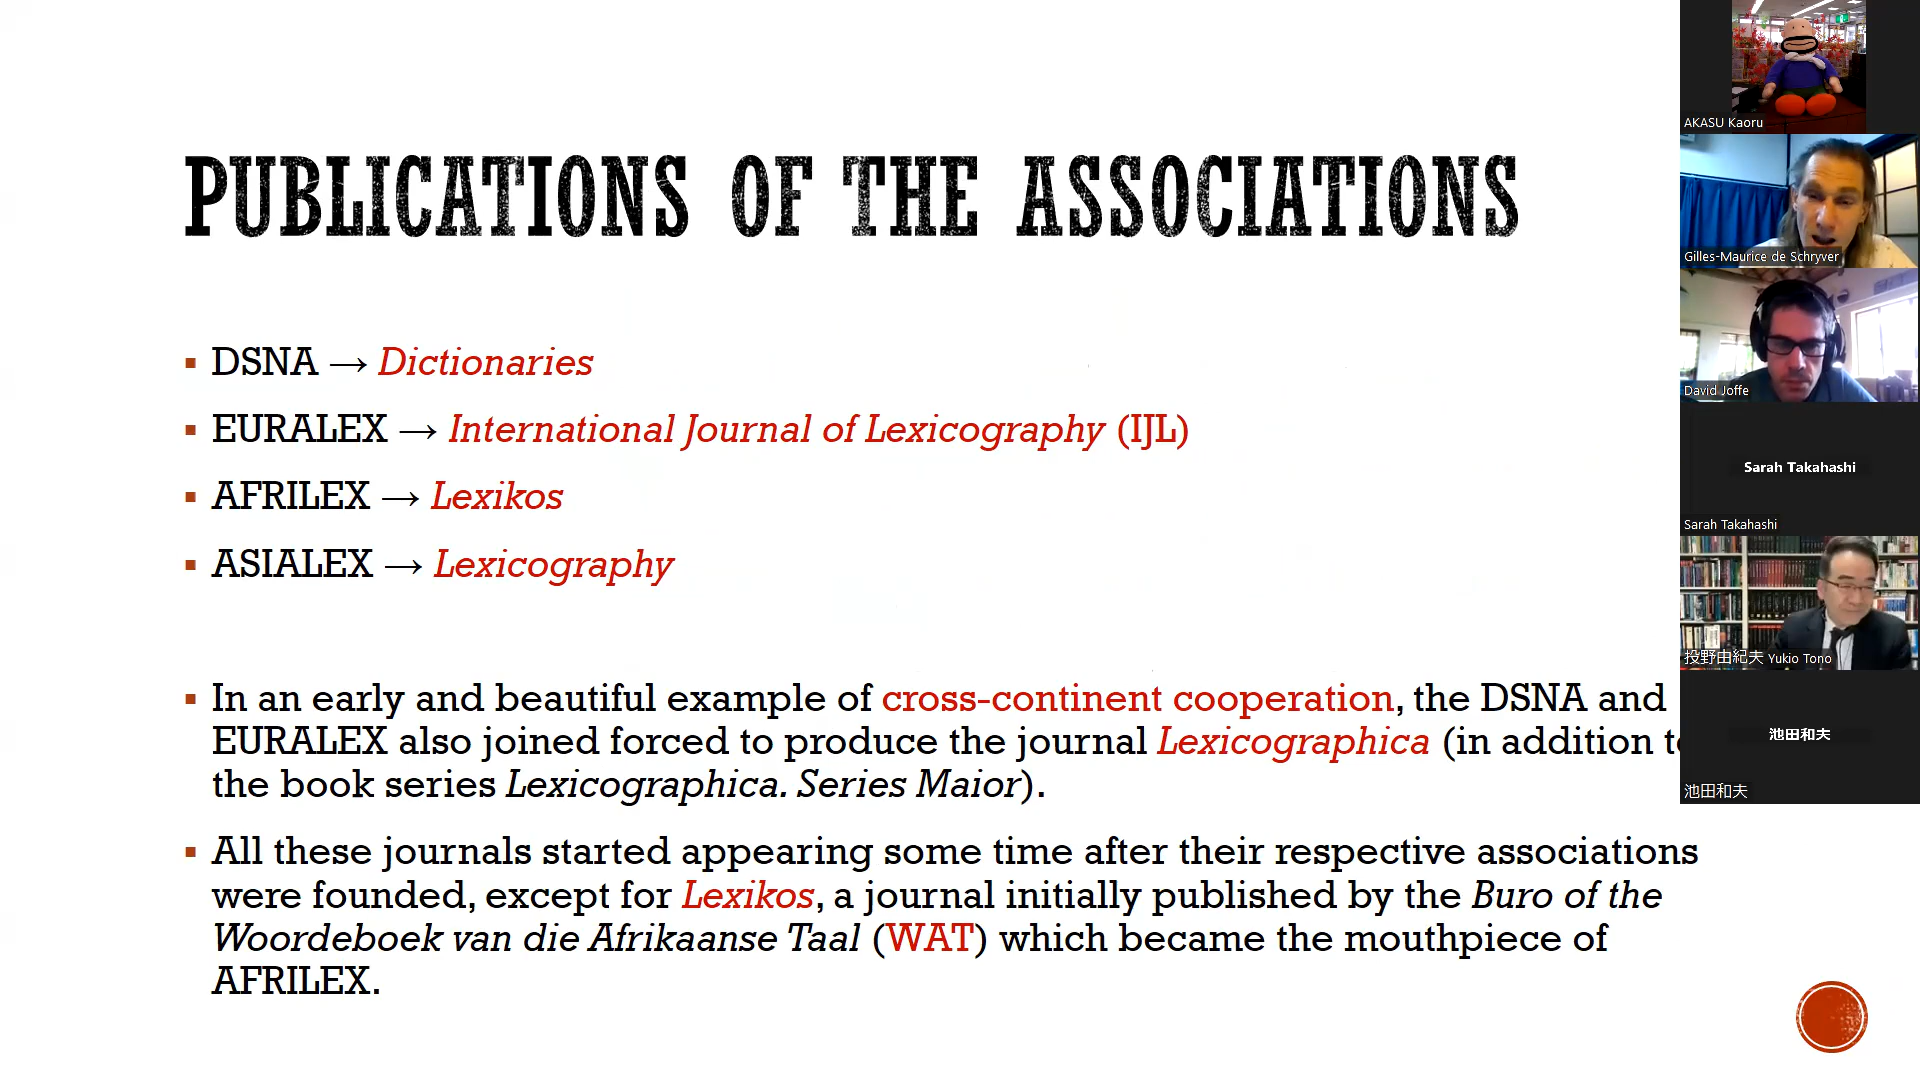 PUBLICATIONS OF THE ASSOCIATIONS
▪ DSNA → Dictionaries
▪ EURALEX → International Journal of Lexicography (IJL)
▪ AFRILEX → Lexikos
▪ ASIALEX → Lexicography
▪ In an early and beautiful example of cross-continent cooperation, the DSNA and
EURALEX also joined forced to produce the journal Lexicographica (in addition
the book series Lexicographica. Series Maior).
▪ All these journals started appearing some time after their respective associations
were founded, except for Lexikos, a journal initially published by the Buro of the
Woordeboek van die Afrikaanse Taal (WAT) which became the mouthpiece of
AFRILEX.
AKASU Kaoru
Gilles-Maurice de Schryver
David Joffe
Sarah Takahashi
Sarah Takahashi
投野由紀夫 Yukio Tono
池田和夫
池田和夫